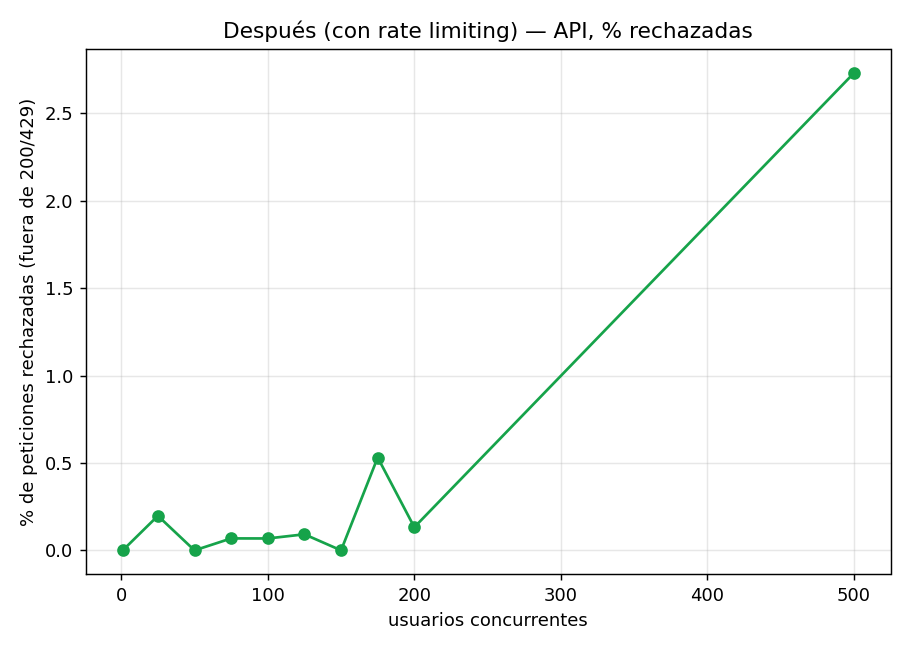 Después (con rate limiting) — API, % rechazadas
% de peticiones rechazadas (fuera de 200/429)
2.5
2.0
1.5
1.0
0.5
0.0
0 100 200 300 400 500
usuarios concurrentes